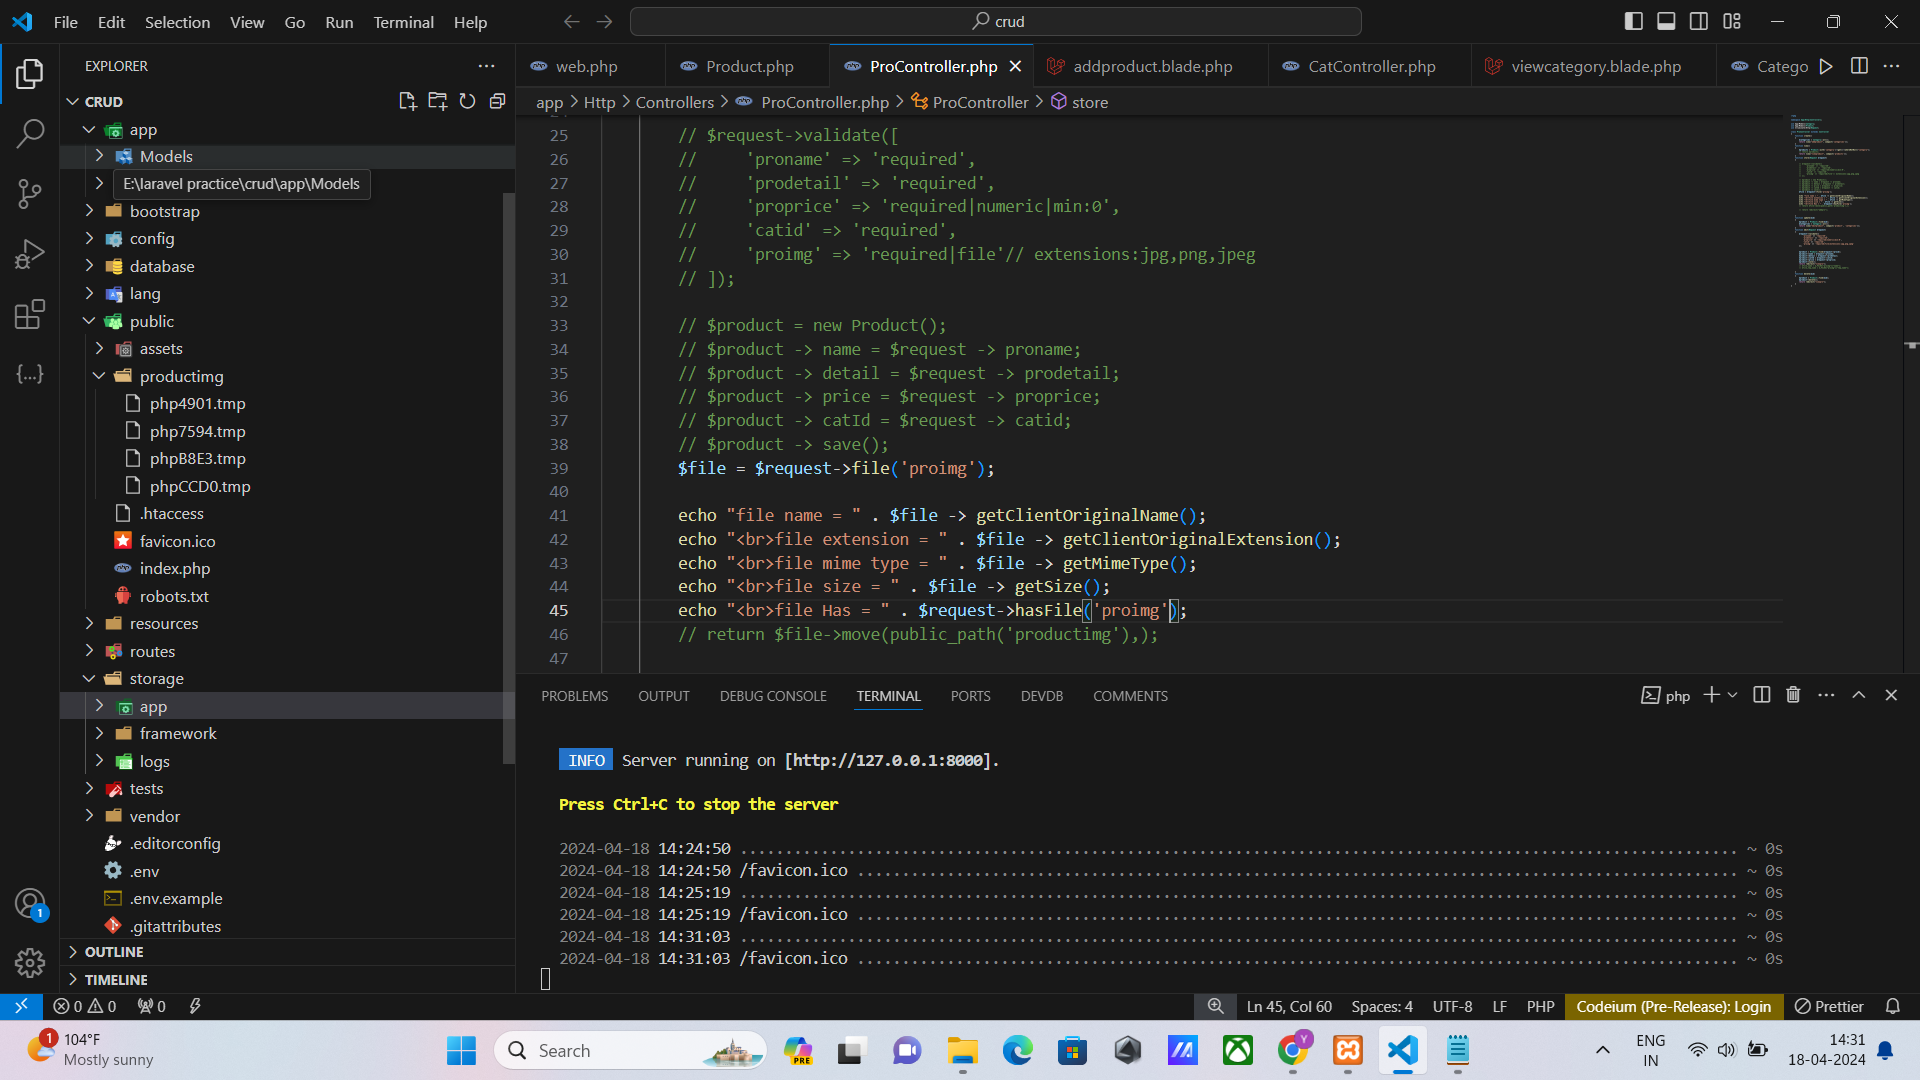 File Edit Selection View Go Run Terminal Help
crud
EXPLORER
web.php
Product.php
ProController.php
addproduct.blade.php
CatController.php
viewcategory.blade.php
Catego
CRUD
app > Http > Controllers > ProController.php > ProController > store
app
Models
E:\laravel practice\crud\app\Models
bootstrap
config
database
lang
public
assets
productimg
php4901.tmp
php7594.tmp
phpB8E3.tmp
phpCCD0.tmp
.htaccess
favicon.ico
index.php
robots.txt
resources
routes
storage
app
framework
logs
tests
vendor
.editorconfig
.env
.env.example
.gitattributes
OUTLINE
TIMELINE
25 // $request->validate([
26 //     'proname' => 'required',
27 //     'prodetail' => 'required',
28 //     'proprice' => 'required|numeric|min:0',
29 //     'catid' => 'required',
30 //     'proimg' => 'required|file'// extensions:jpg,png,jpeg
31 // ]);
32
33 // $product = new Product();
34 // $product -> name = $request -> proname;
35 // $product -> detail = $request -> prodetail;
36 // $product -> price = $request -> proprice;
37 // $product -> catId = $request -> catid;
38 // $product -> save();
39 $file = $request->file('proimg');
40
41 echo "file name = " . $file -> getClientOriginalName();
42 echo "<br>file extension = " . $file -> getClientOriginalExtension();
43 echo "<br>file mime type = " . $file -> getMimeType();
44 echo "<br>file size = " . $file -> getSize();
45 echo "<br>file Has = " . $request->hasFile('proimg');
46 // return $file->move(public_path('productimg'),);
47
PROBLEMS OUTPUT DEBUG CONSOLE TERMINAL PORTS DEVDB COMMENTS
php
INFO Server running on [http://127.0.0.1:8000].
Press Ctrl+C to stop the server
2024-04-18 14:24:50 ~ 0s
2024-04-18 14:24:50 /favicon.ico ~ 0s
2024-04-18 14:25:19 ~ 0s
2024-04-18 14:25:19 /favicon.ico ~ 0s
2024-04-18 14:31:03 ~ 0s
2024-04-18 14:31:03 /favicon.ico ~ 0s
1
0 0 0
Ln 45, Col 60 Spaces: 4 UTF-8 LF PHP Codeium (Pre-Release): Login Prettier
1
104°F
Mostly sunny
Search
PRE
Y
ENG
IN
14:31
18-04-2024